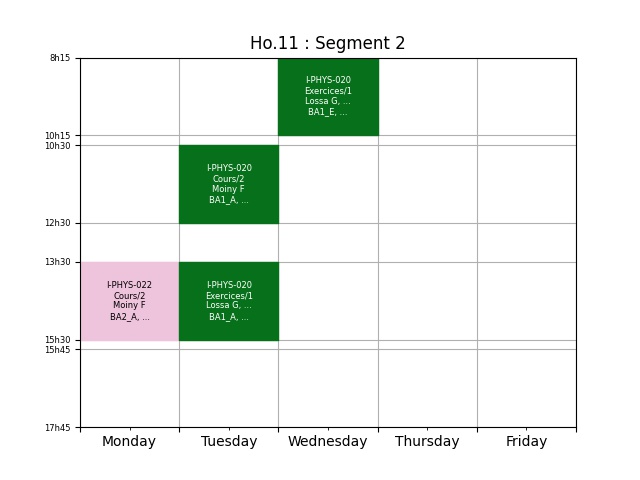 Ho.11 : Segment 2
8h15
I-PHYS-020
Exercices/1
Lossa G, ...
BA1_E, ...
10h15
10h30
I-PHYS-020
Cours/2
Moiny F
BA1_A, ...
12h30
13h30
I-PHYS-022
Cours/2
Moiny F
BA2_A, ...
I-PHYS-020
Exercices/1
Lossa G, ...
BA1_A, ...
15h30
15h45
17h45
Monday Tuesday Wednesday Thursday Friday